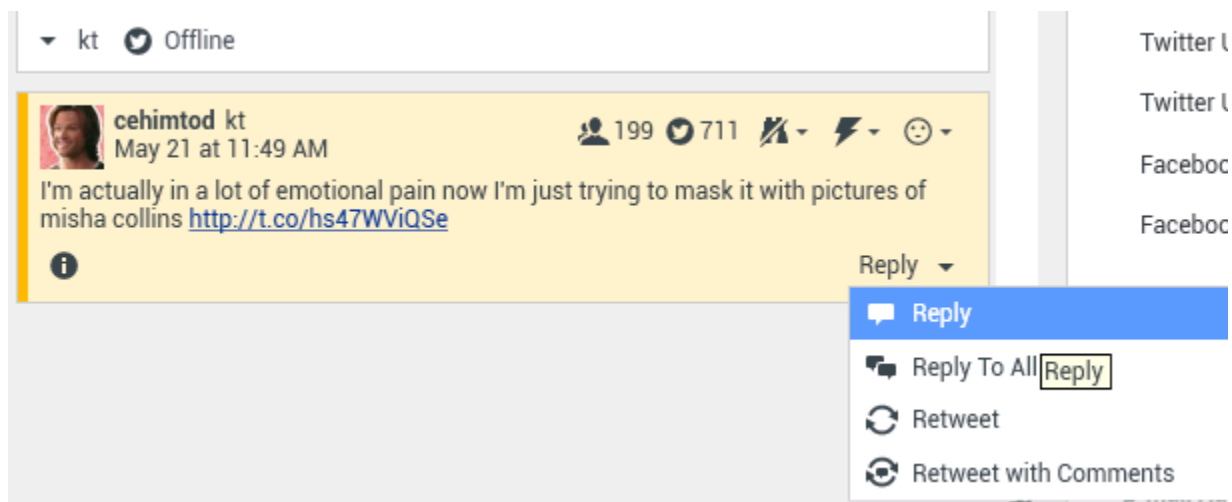 kt Offline
Twitter U
Twitter U
Faceboo
Faceboo
cehimtod kt
May 21 at 11:49 AM
199 711
I'm actually in a lot of emotional pain now I'm just trying to mask it with pictures of
misha collins http://t.co/hs47WViQSe
Reply
Reply
Reply To All
Reply
Retweet
Retweet with Comments